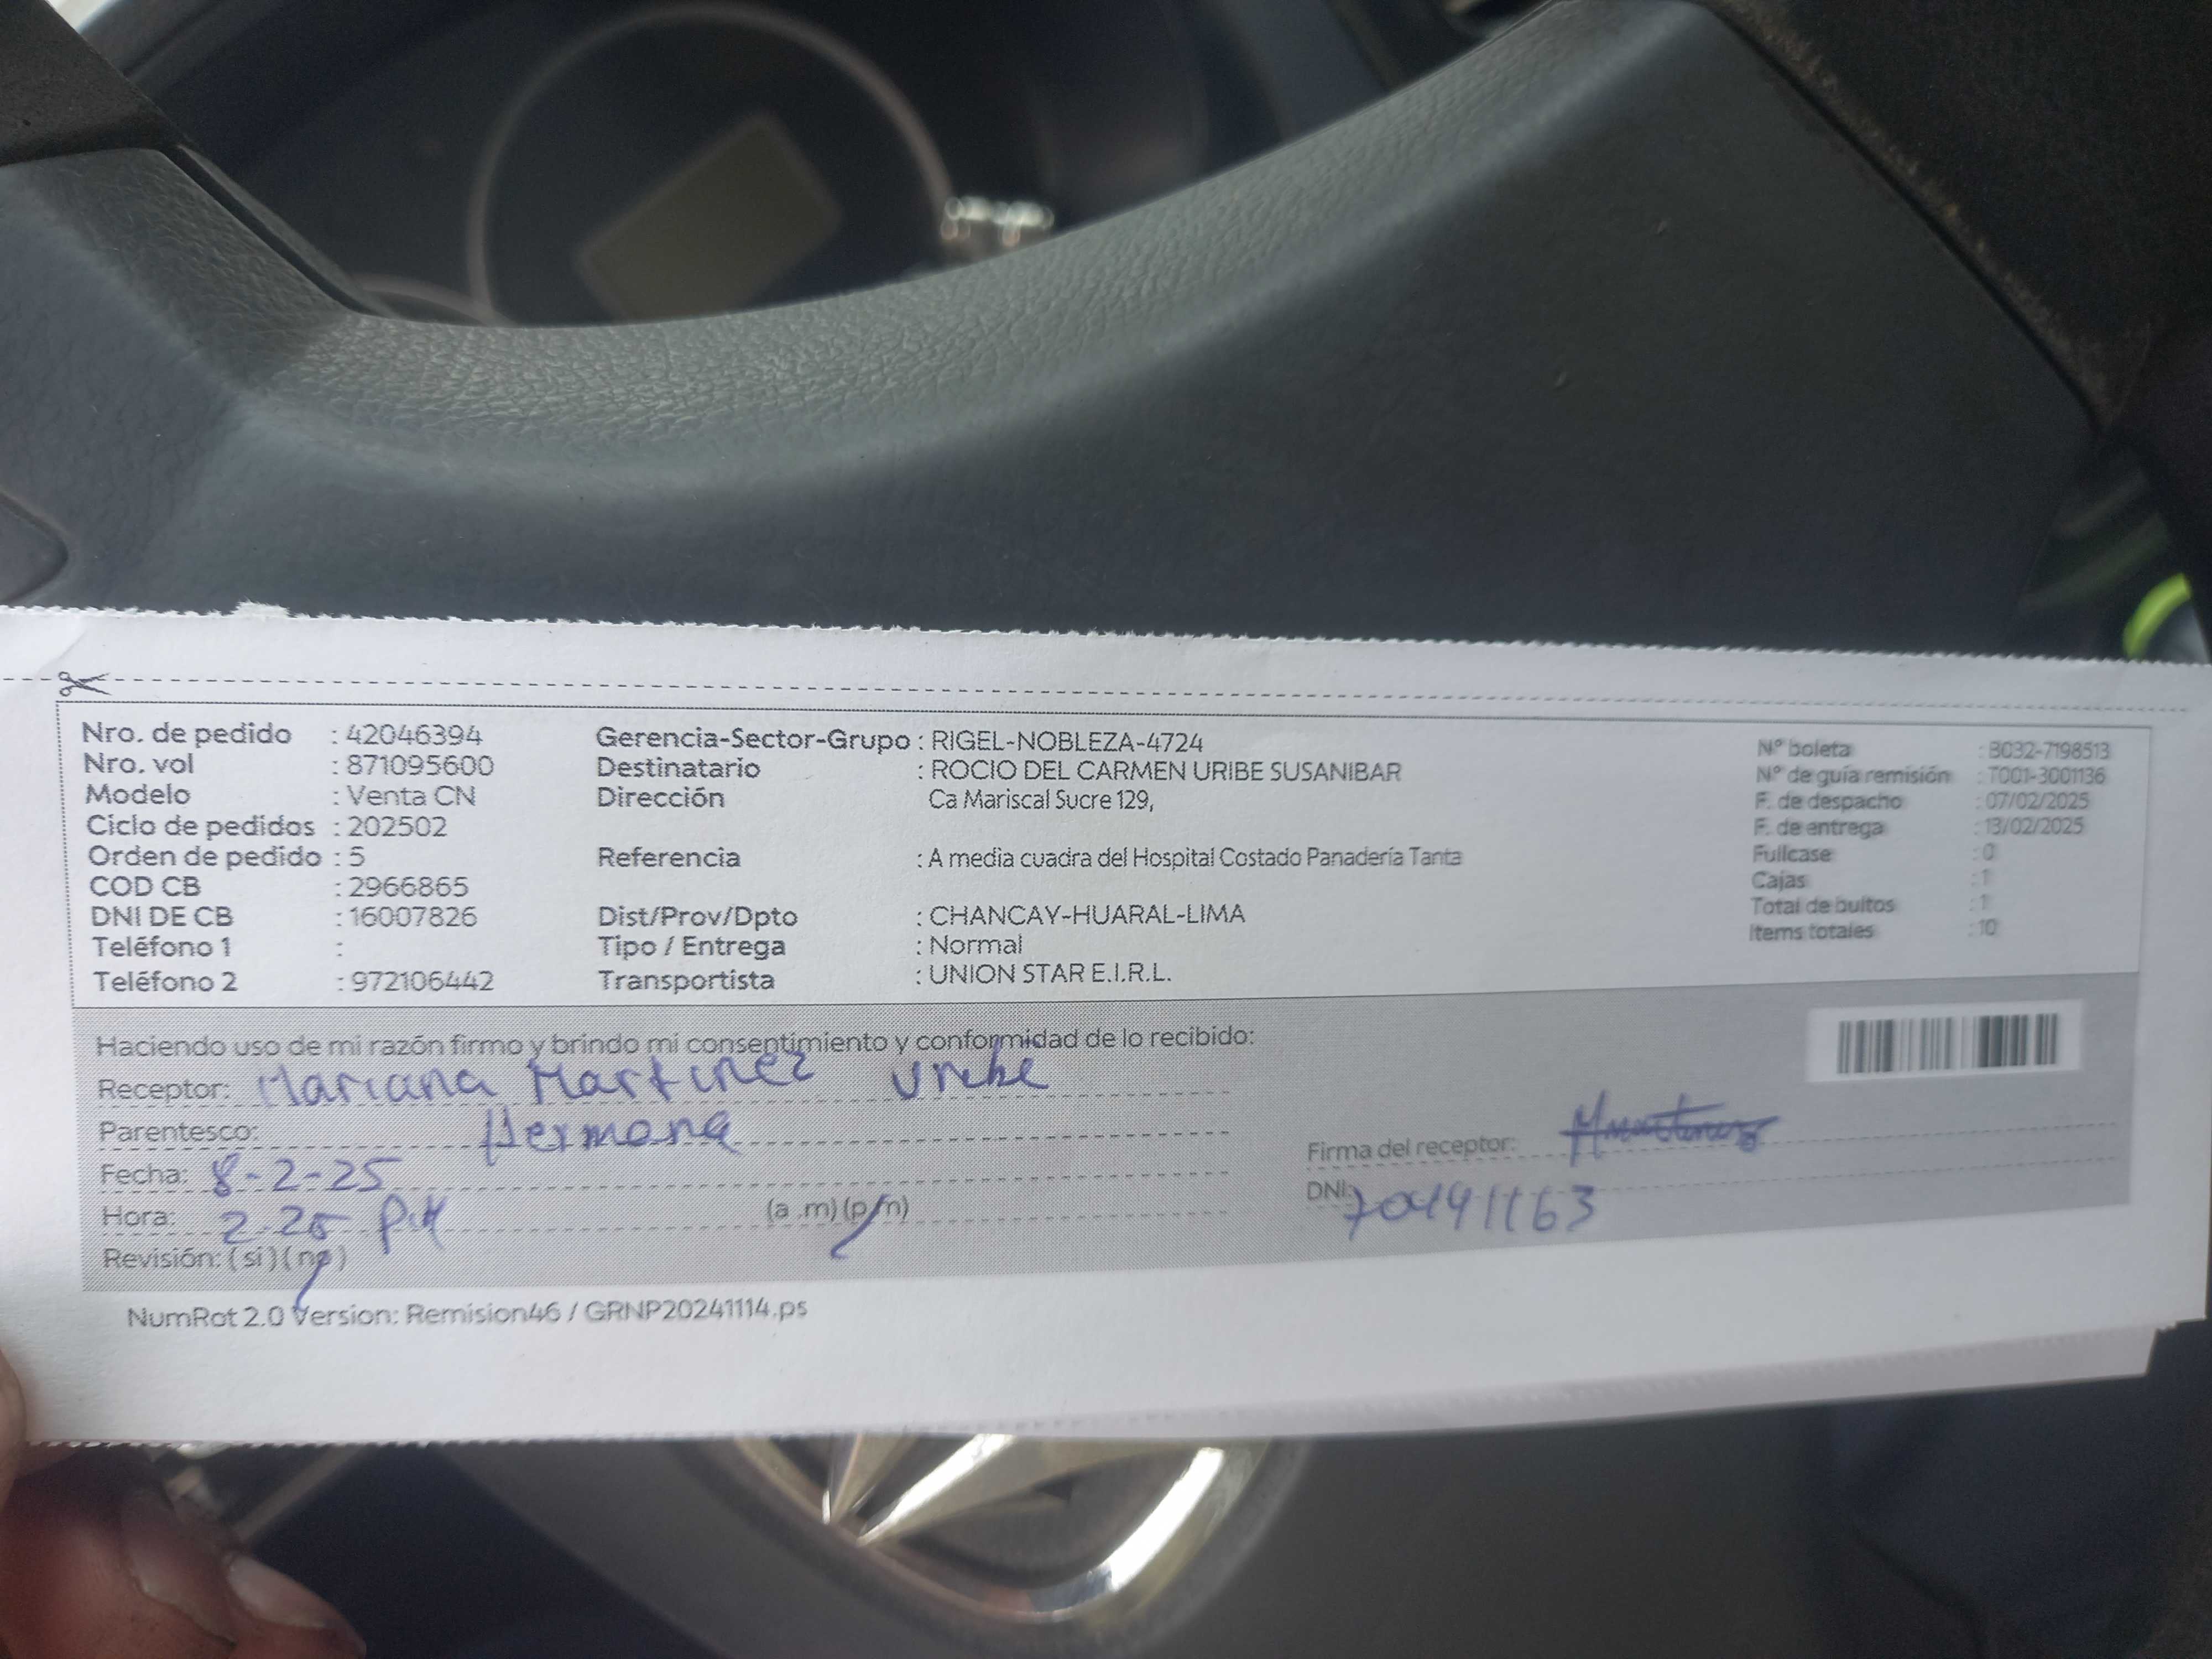 Nro. de pedido : 42046394
Nro. vol : 871095600
Modelo : Venta CN
Ciclo de pedidos : 202502
Orden de pedido : 5
COD CB : 2966865
DNI DE CB : 16007826
Teléfono 1 :
Teléfono 2 : 972106442
Gerencia-Sector-Grupo : RIGEL-NOBLEZA-4724
Destinatario : ROCIO DEL CARMEN URIBE SUSANIBAR
Dirección Ca Mariscal Sucre 129,
Referencia : A media cuadra del Hospital Costado Panadería Tanta
Dist/Prov/Dpto : CHANCAY-HUARAL-LIMA
Tipo / Entrega : Normal
Transportista : UNION STAR E.I.R.L.
N° boleta : B032-7198513
N° de guía remisión : T001-3001136
F. de despacho : 07/02/2025
F. de entrega : 13/02/2025
Fullcase : 0
Cajas : 1
Total de bultos : 1
Items totales : 10
Haciendo uso de mi razón firmo y brindo mi consentimiento y conformidad de lo recibido:
Receptor: Mariana Martinez Uribe
Parentesco: Hermana
Fecha: 8-2-25
Hora: 2-25 PM (a .m) (p/m)
Revisión: ( si ) ( no )
Firma del receptor:
DNI: 70491163
NumRot 2.0 Version: Remision46 / GRNP20241114.ps